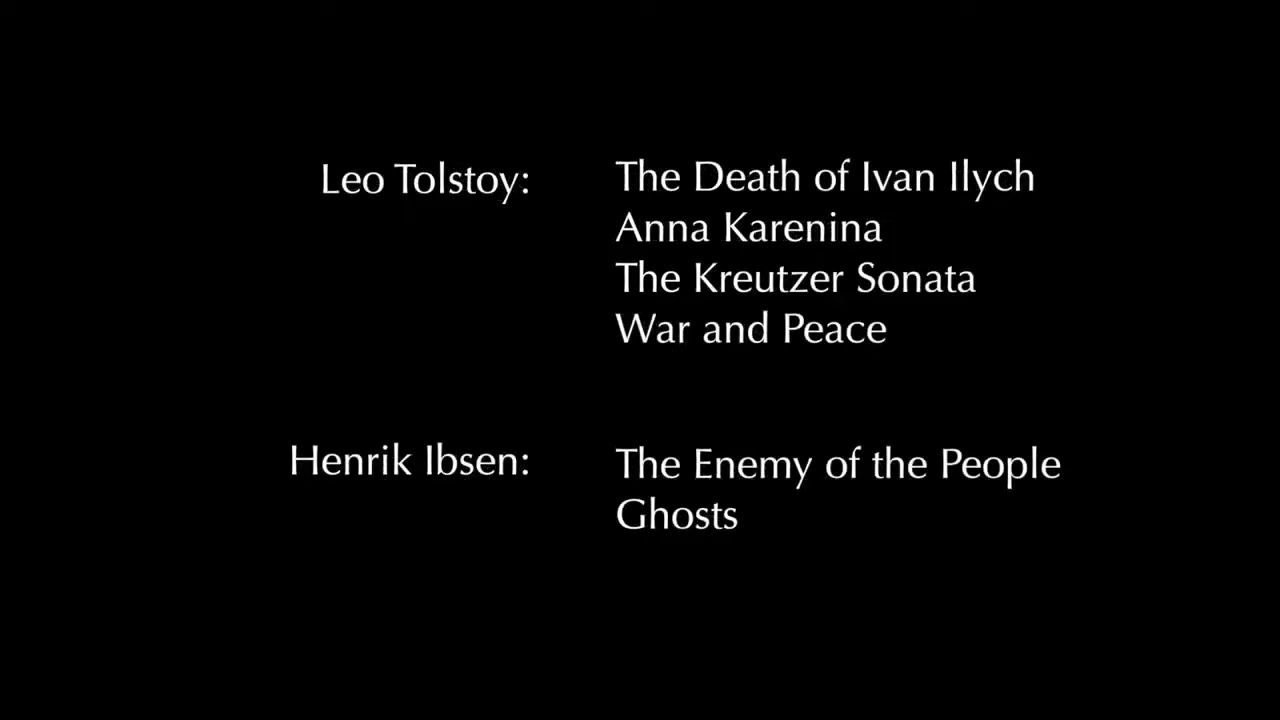 Leo Tolstoy: The Death of Ivan Ilych
Anna Karenina
The Kreutzer Sonata
War and Peace
Henrik Ibsen: The Enemy of the People
Ghosts